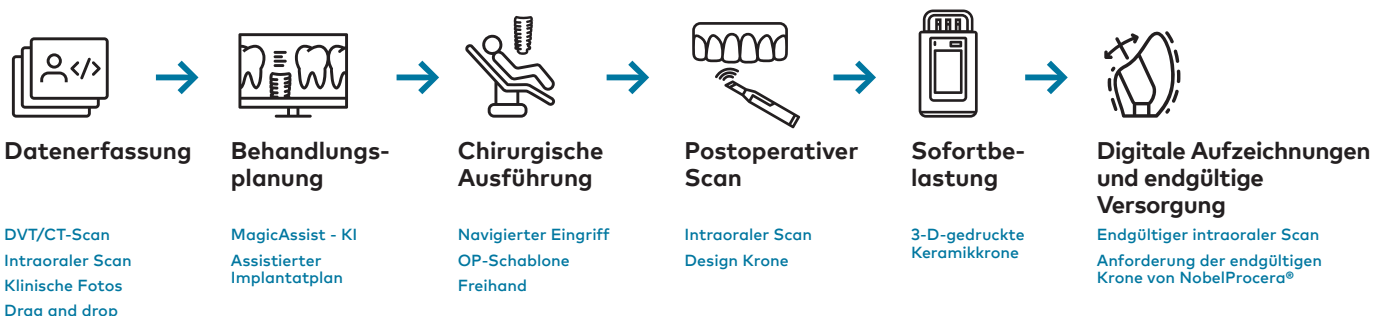 Datenerfassung
DVT/CT-Scan
Intraoraler Scan
Klinische Fotos
Drag and drop
Behandlungs-
planung
MagicAssist - KI
Assistierter
Implantatplan
Chirurgische
Ausführung
Navigierter Eingriff
OP-Schablone
Freihand
Postoperativer
Scan
Intraoraler Scan
Design Krone
Sofortbe-
lastung
3-D-gedruckte
Keramikkrone
Digitale Aufzeichnungen
und endgültige
Versorgung
Endgültiger intraoraler Scan
Anforderung der endgültigen
Krone von NobelProcera®